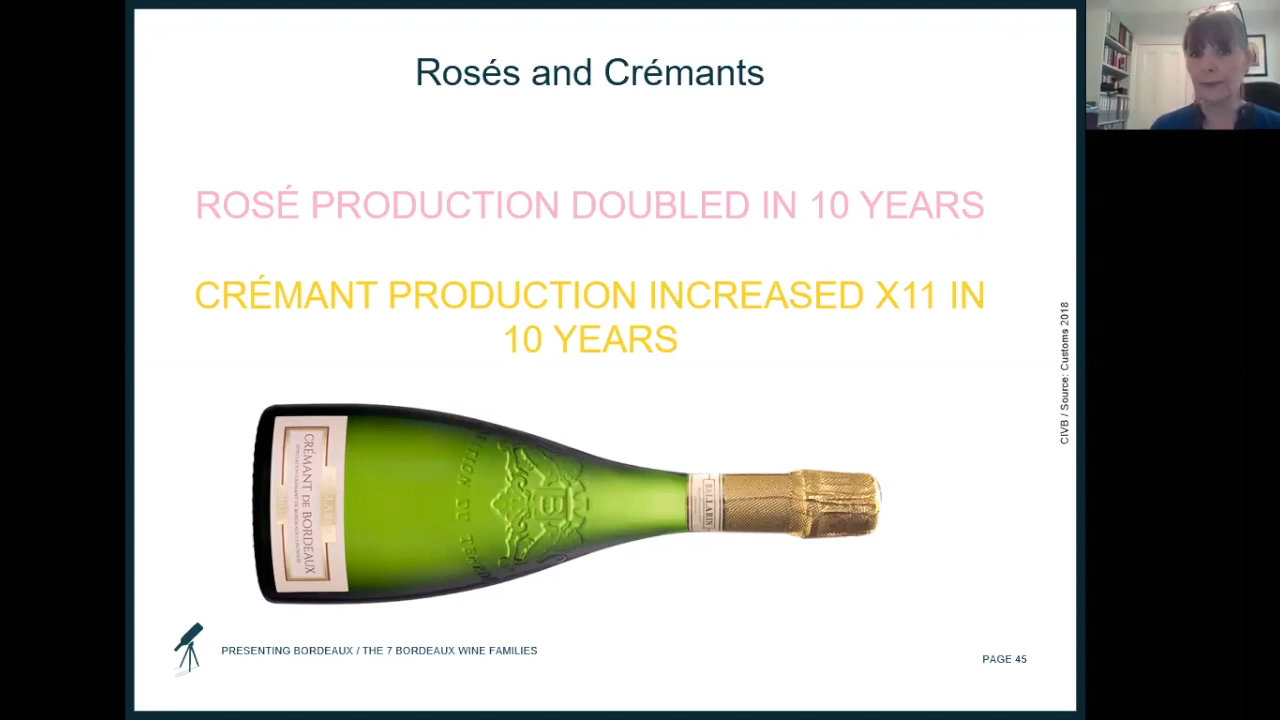 Rosés and Crémants
ROSÉ PRODUCTION DOUBLED IN 10 YEARS
CRÉMANT PRODUCTION INCREASED X11 IN
10 YEARS
CIVB / Source: Customs 2018
CRÉMANT DE BORDEAUX
BALLARIN
PRESENTING BORDEAUX / THE 7 BORDEAUX WINE FAMILIES
PAGE 45